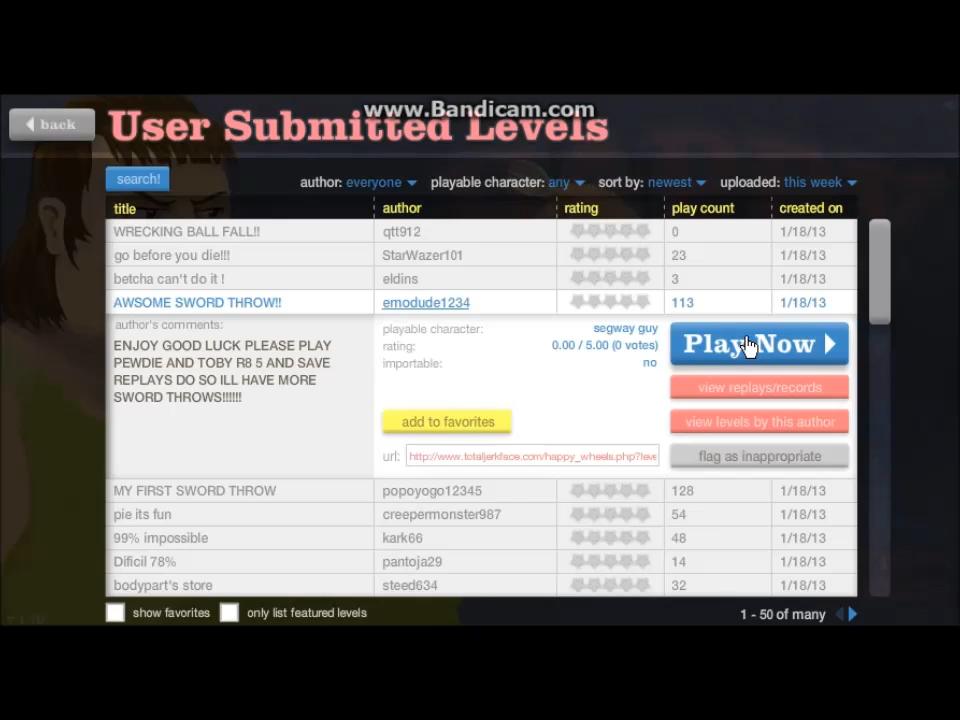 www.Bandicam.com
back
User Submitted Levels
search!
author: everyone playable character: any sort by: newest uploaded: this week
title author rating play count created on
WRECKING BALL FALL!! qtt912 0 1/18/13
go before you die!!! StarWazer101 23 1/18/13
betcha can't do it ! eldins 3 1/18/13
AWSOME SWORD THROW!! emodude1234 113 1/18/13
author's comments:
ENJOY GOOD LUCK PLEASE PLAY
PEWDIE AND TOBY R8 5 AND SAVE
REPLAYS DO SO ILL HAVE MORE
SWORD THROWS!!!!!!
playable character: segway guy
rating: 0.00 / 5.00 (0 votes)
importable: no
add to favorites
url: http://www.totaljerkface.com/happy_wheels.php?leve
Play Now
view replays/records
view levels by this author
flag as inappropriate
MY FIRST SWORD THROW popoyogo12345 128 1/18/13
pie its fun creepermonster987 54 1/18/13
99% impossible kark66 48 1/18/13
Dificil 78% pantoja29 14 1/18/13
bodypart's store steed634 32 1/18/13
show favorites only list featured levels 1 - 50 of many